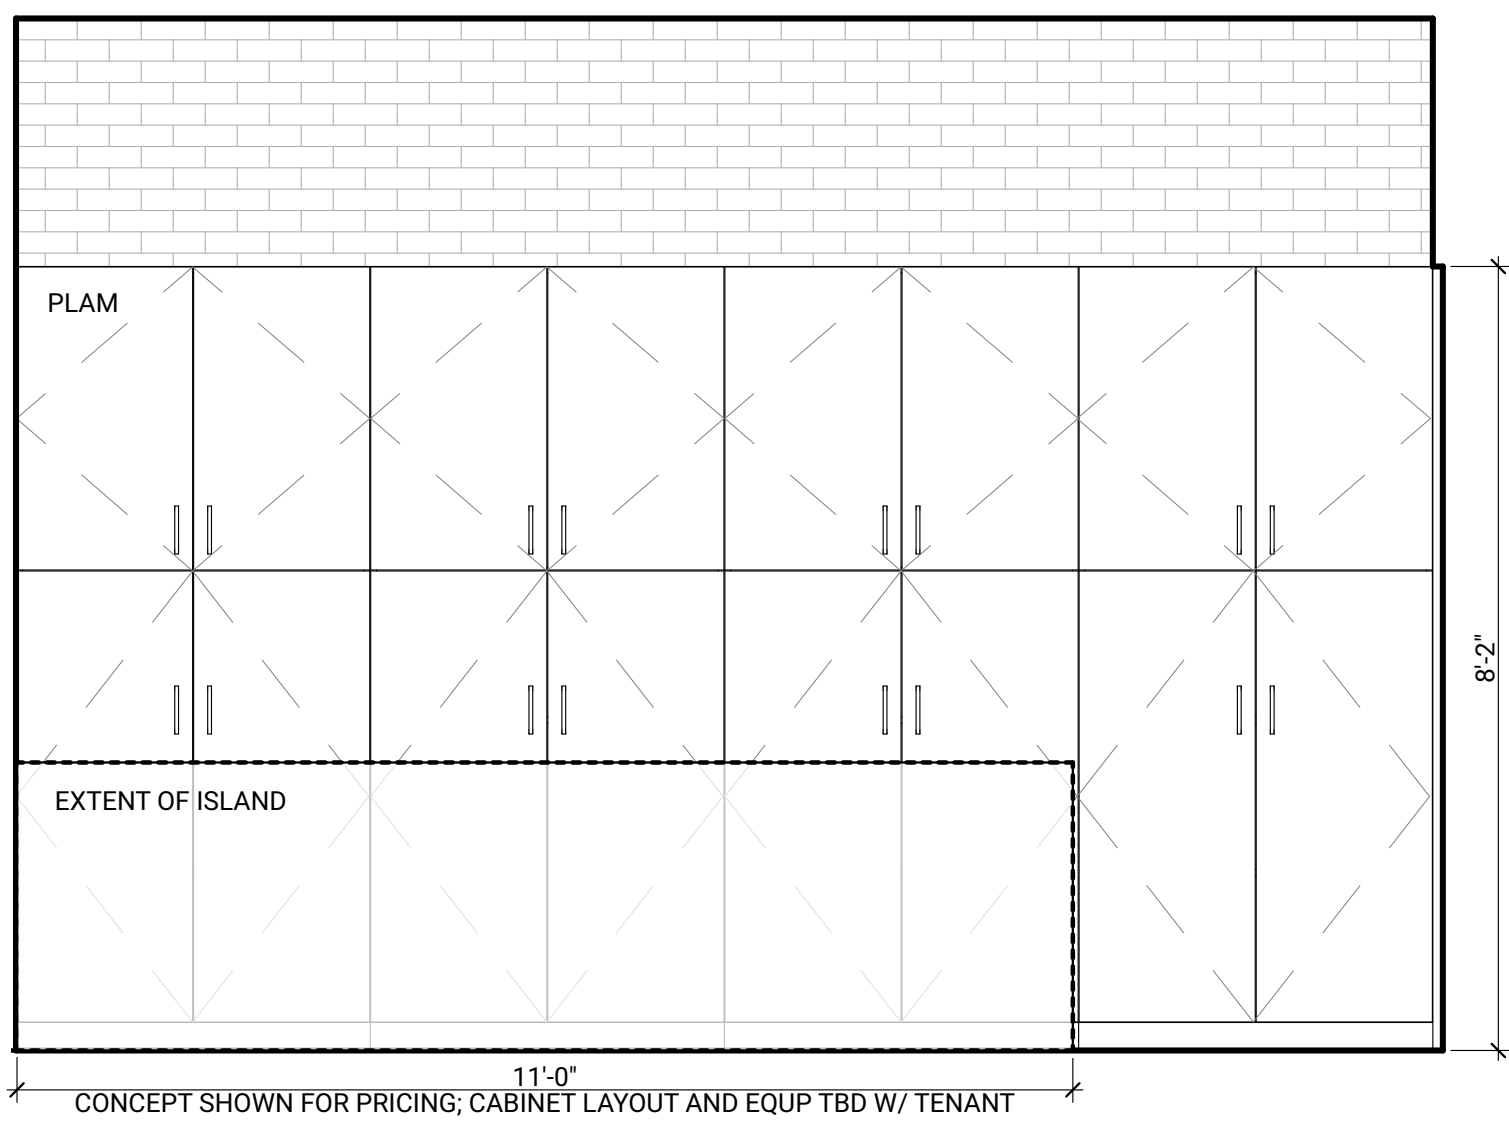 PLAM
8'-2"
EXTENT OF ISLAND
11'-0"
CONCEPT SHOWN FOR PRICING; CABINET LAYOUT AND EQUP TBD W/ TENANT